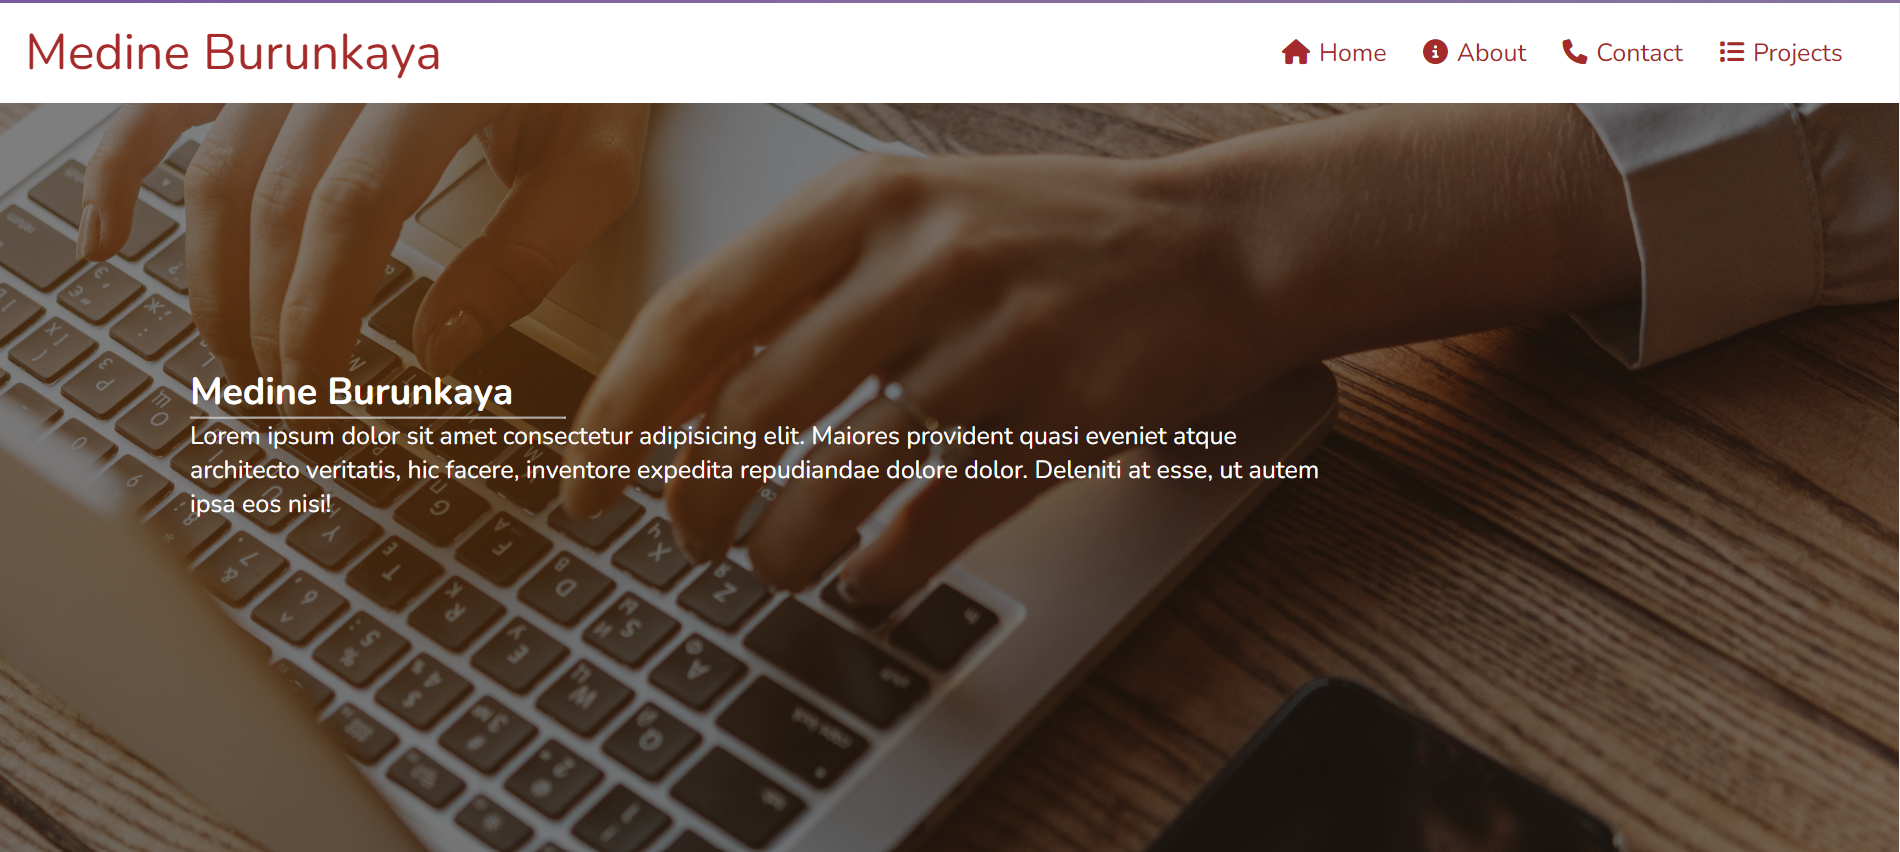 Medine Burunkaya
Home About Contact Projects
Medine Burunkaya
Lorem ipsum dolor sit amet consectetur adipisicing elit. Maiores provident quasi eveniet atque
architecto veritatis, hic facere, inventore expedita repudiandae dolore dolor. Deleniti at esse, ut autem
ipsa eos nisi!